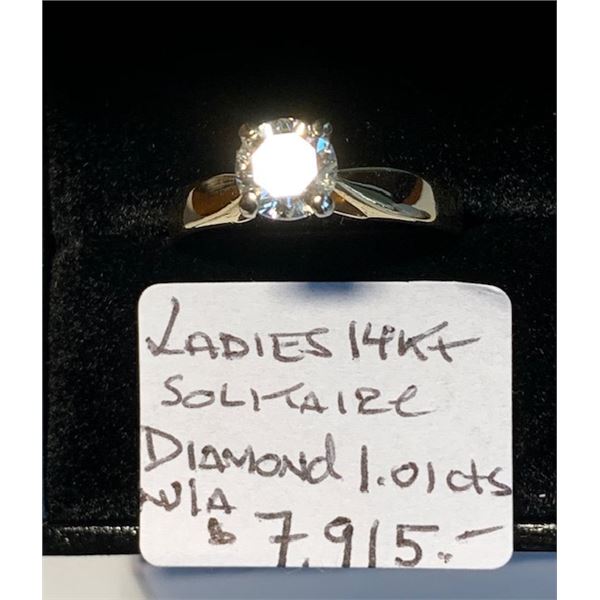 LADIES 14Kt
SOLITAIRE
DIAMOND 1.01cts
W/A
$ 7,915.-